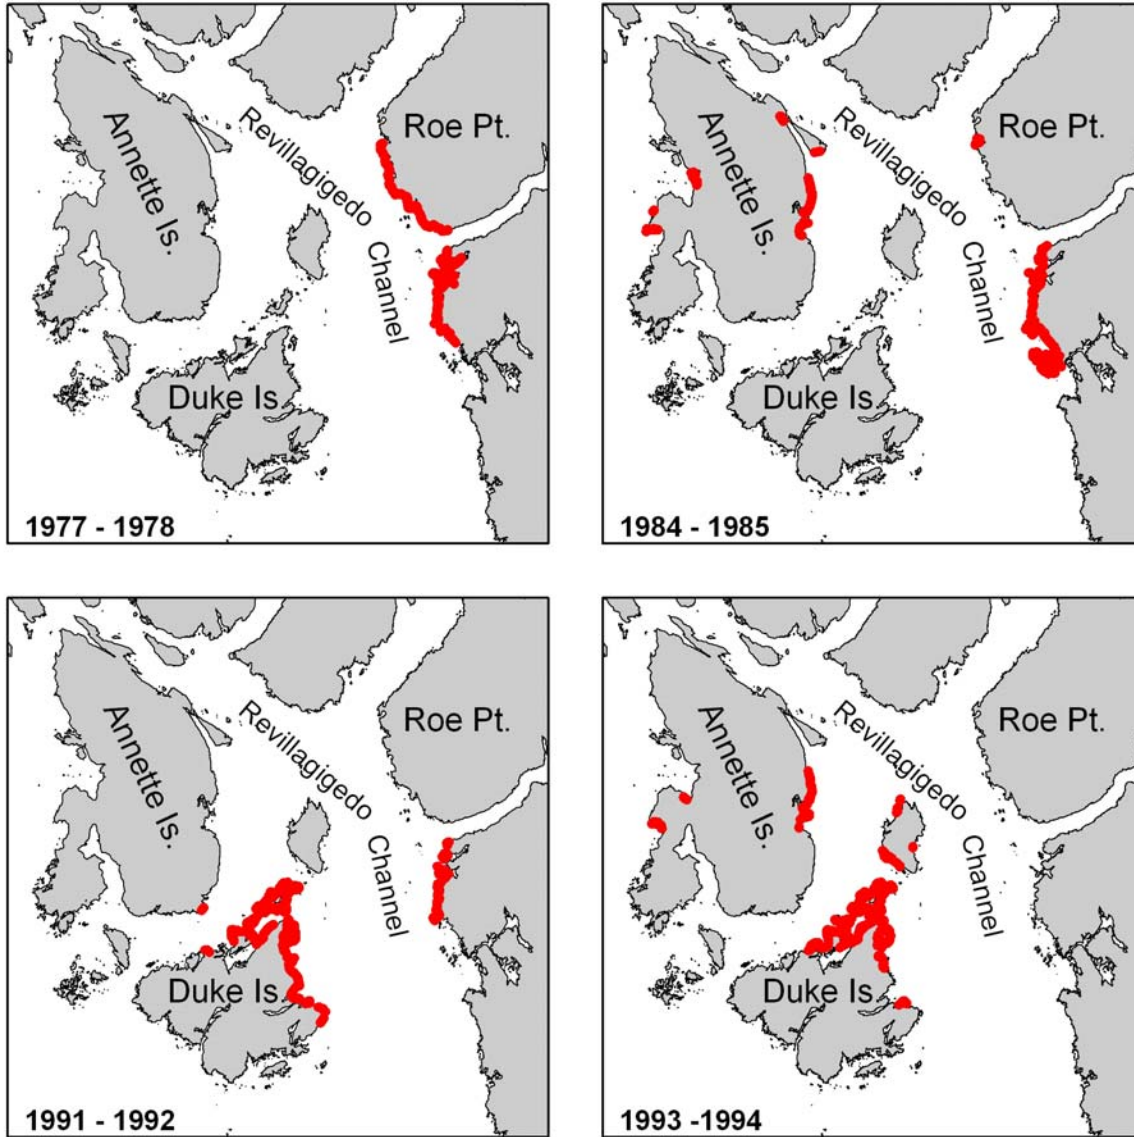 Annette Is.
Revillagigedo
Channel
Roe Pt.
Duke Is.
1977 - 1978
Annette Is.
Revillagigedo
Channel
Roe Pt.
Duke Is.
1984 - 1985
Annette Is.
Revillagigedo
Channel
Roe Pt.
Duke Is.
1991 - 1992
Annette Is.
Revillagigedo
Channel
Roe Pt.
Duke Is.
1993 -1994